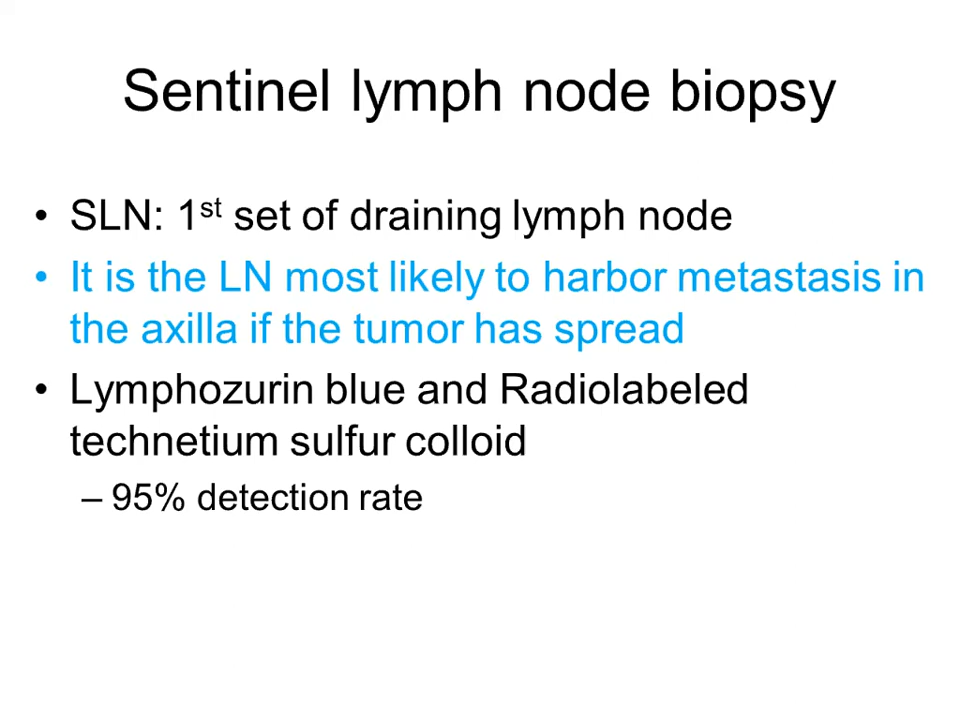 Sentinel lymph node biopsy
• SLN: 1st set of draining lymph node
• It is the LN most likely to harbor metastasis in
the axilla if the tumor has spread
• Lymphozurin blue and Radiolabeled
technetium sulfur colloid
– 95% detection rate